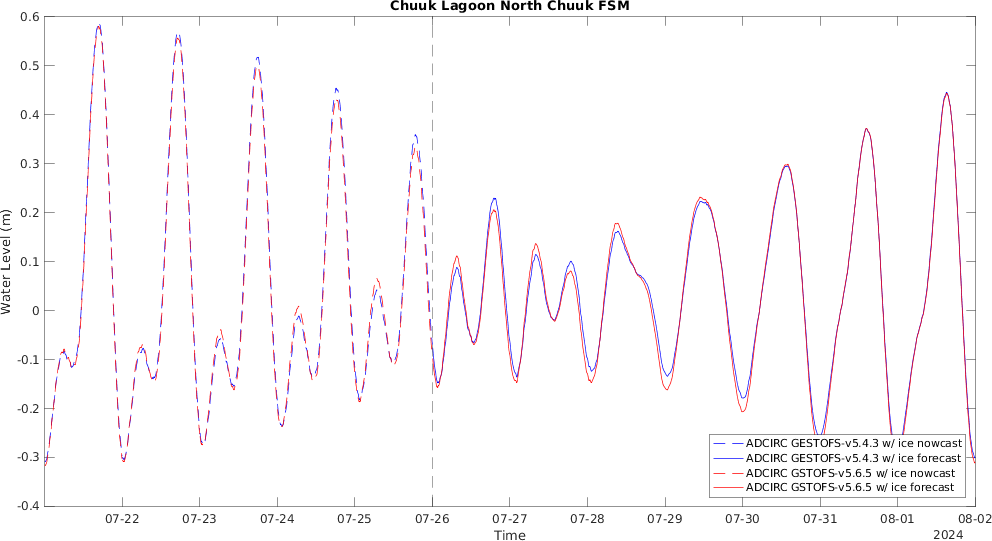 Chuuk Lagoon North Chuuk FSM
0.6
0.5
0.4
0.3
0.2
0.1
0
-0.1
-0.2
-0.3
-0.4
Water Level (m)
ADCIRC GESTOFS-v5.4.3 w/ ice nowcast
ADCIRC GESTOFS-v5.4.3 w/ ice forecast
ADCIRC GSTOFS-v5.6.5 w/ ice nowcast
ADCIRC GSTOFS-v5.6.5 w/ ice forecast
07-22 07-23 07-24 07-25 07-26 07-27 07-28 07-29 07-30 07-31 08-01 08-02
Time
2024